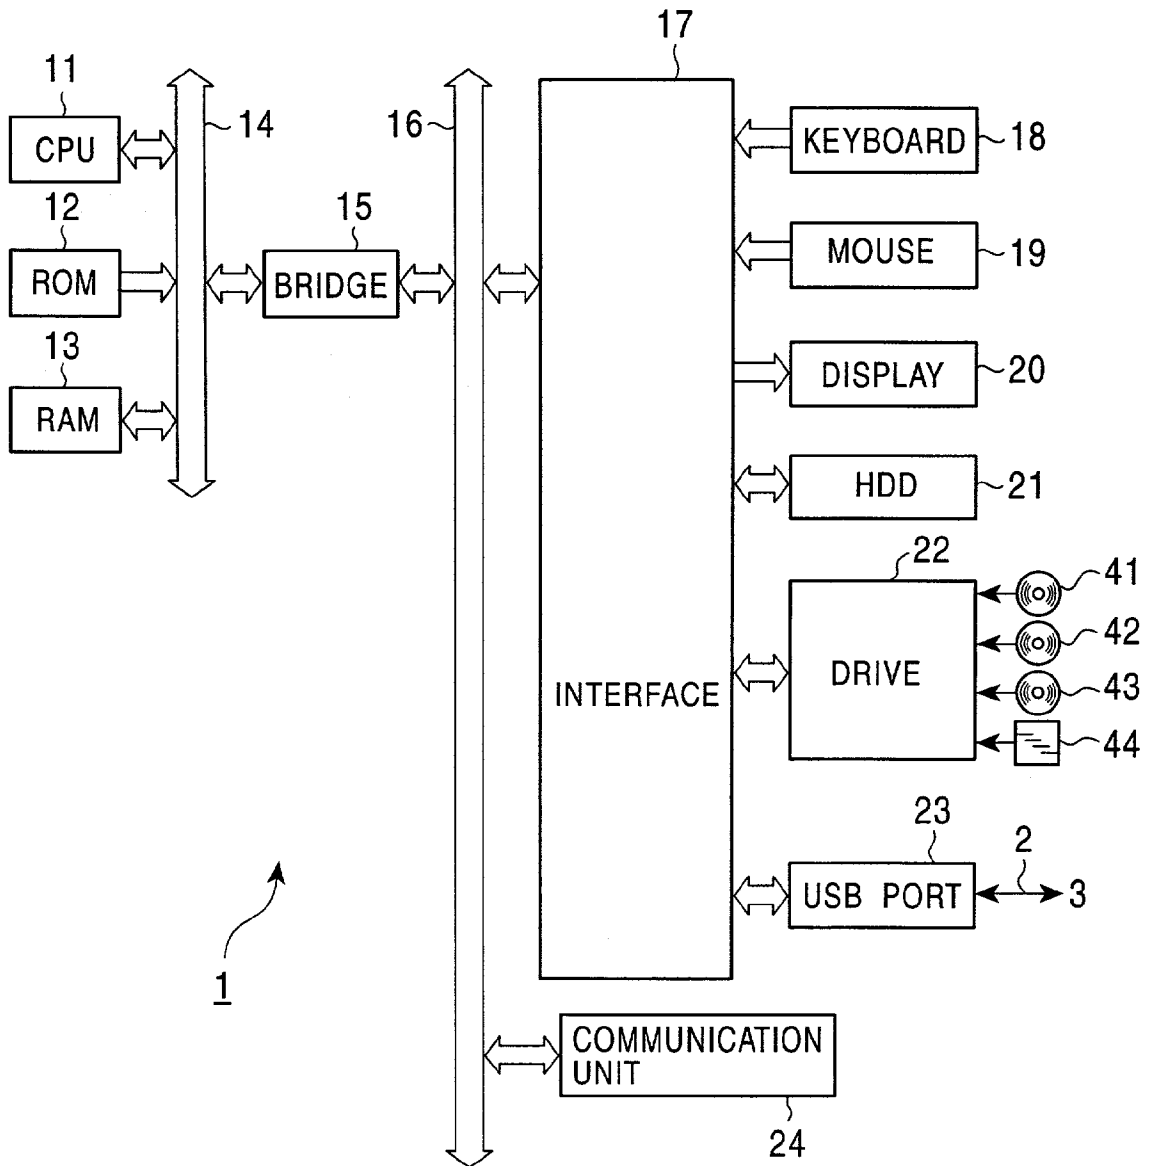 17
11
14
16
CPU
KEYBOARD
18
12
15
ROM
BRIDGE
MOUSE
19
13
RAM
DISPLAY
20
HDD
21
22
41
42
DRIVE
43
INTERFACE
44
23
2
USB PORT
3
1
COMMUNICATION
UNIT
24